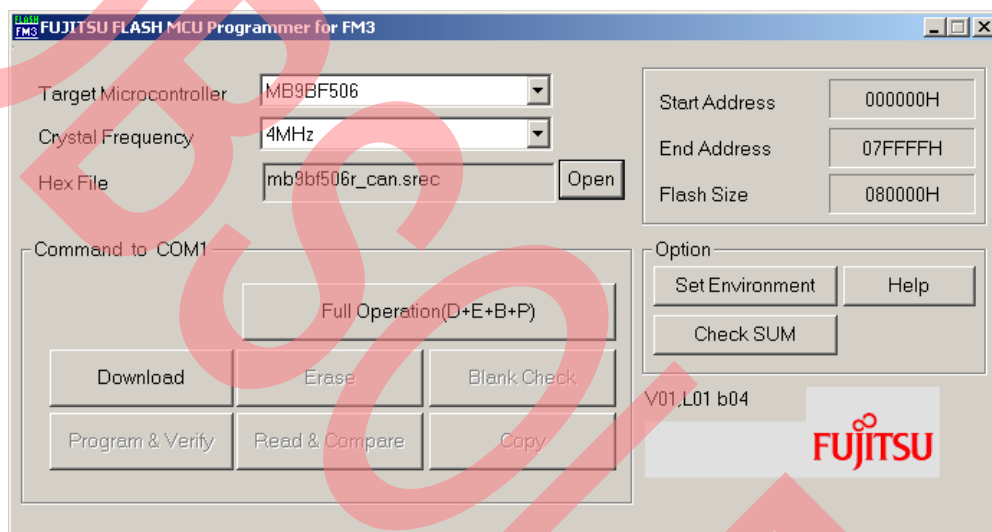 FLASH
FM3
FUJITSU FLASH MCU Programmer for FM3
Target Microcontroller
MB9BF506
Crystal Frequency
4MHz
Hex File
mb9bf506r_can.srec
Open
Start Address
000000H
End Address
07FFFFH
Flash Size
080000H
Command to COM1
Full Operation(D+E+B+P)
Download
Erase
Blank Check
Program & Verify
Read & Compare
Copy
Option
Set Environment
Help
Check SUM
V01,L01 b04
FUJITSU